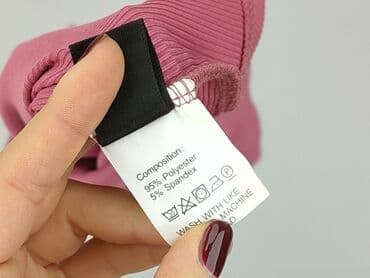 Composition:
95% Polyester
5% Spandex
WASH WITH LIKE
MACHINE